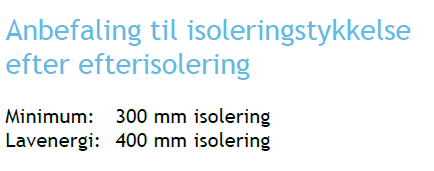 Anbefaling til isoleringstykkelse
efter efterisolering
Minimum: 300 mm isolering
Lavenergi: 400 mm isolering